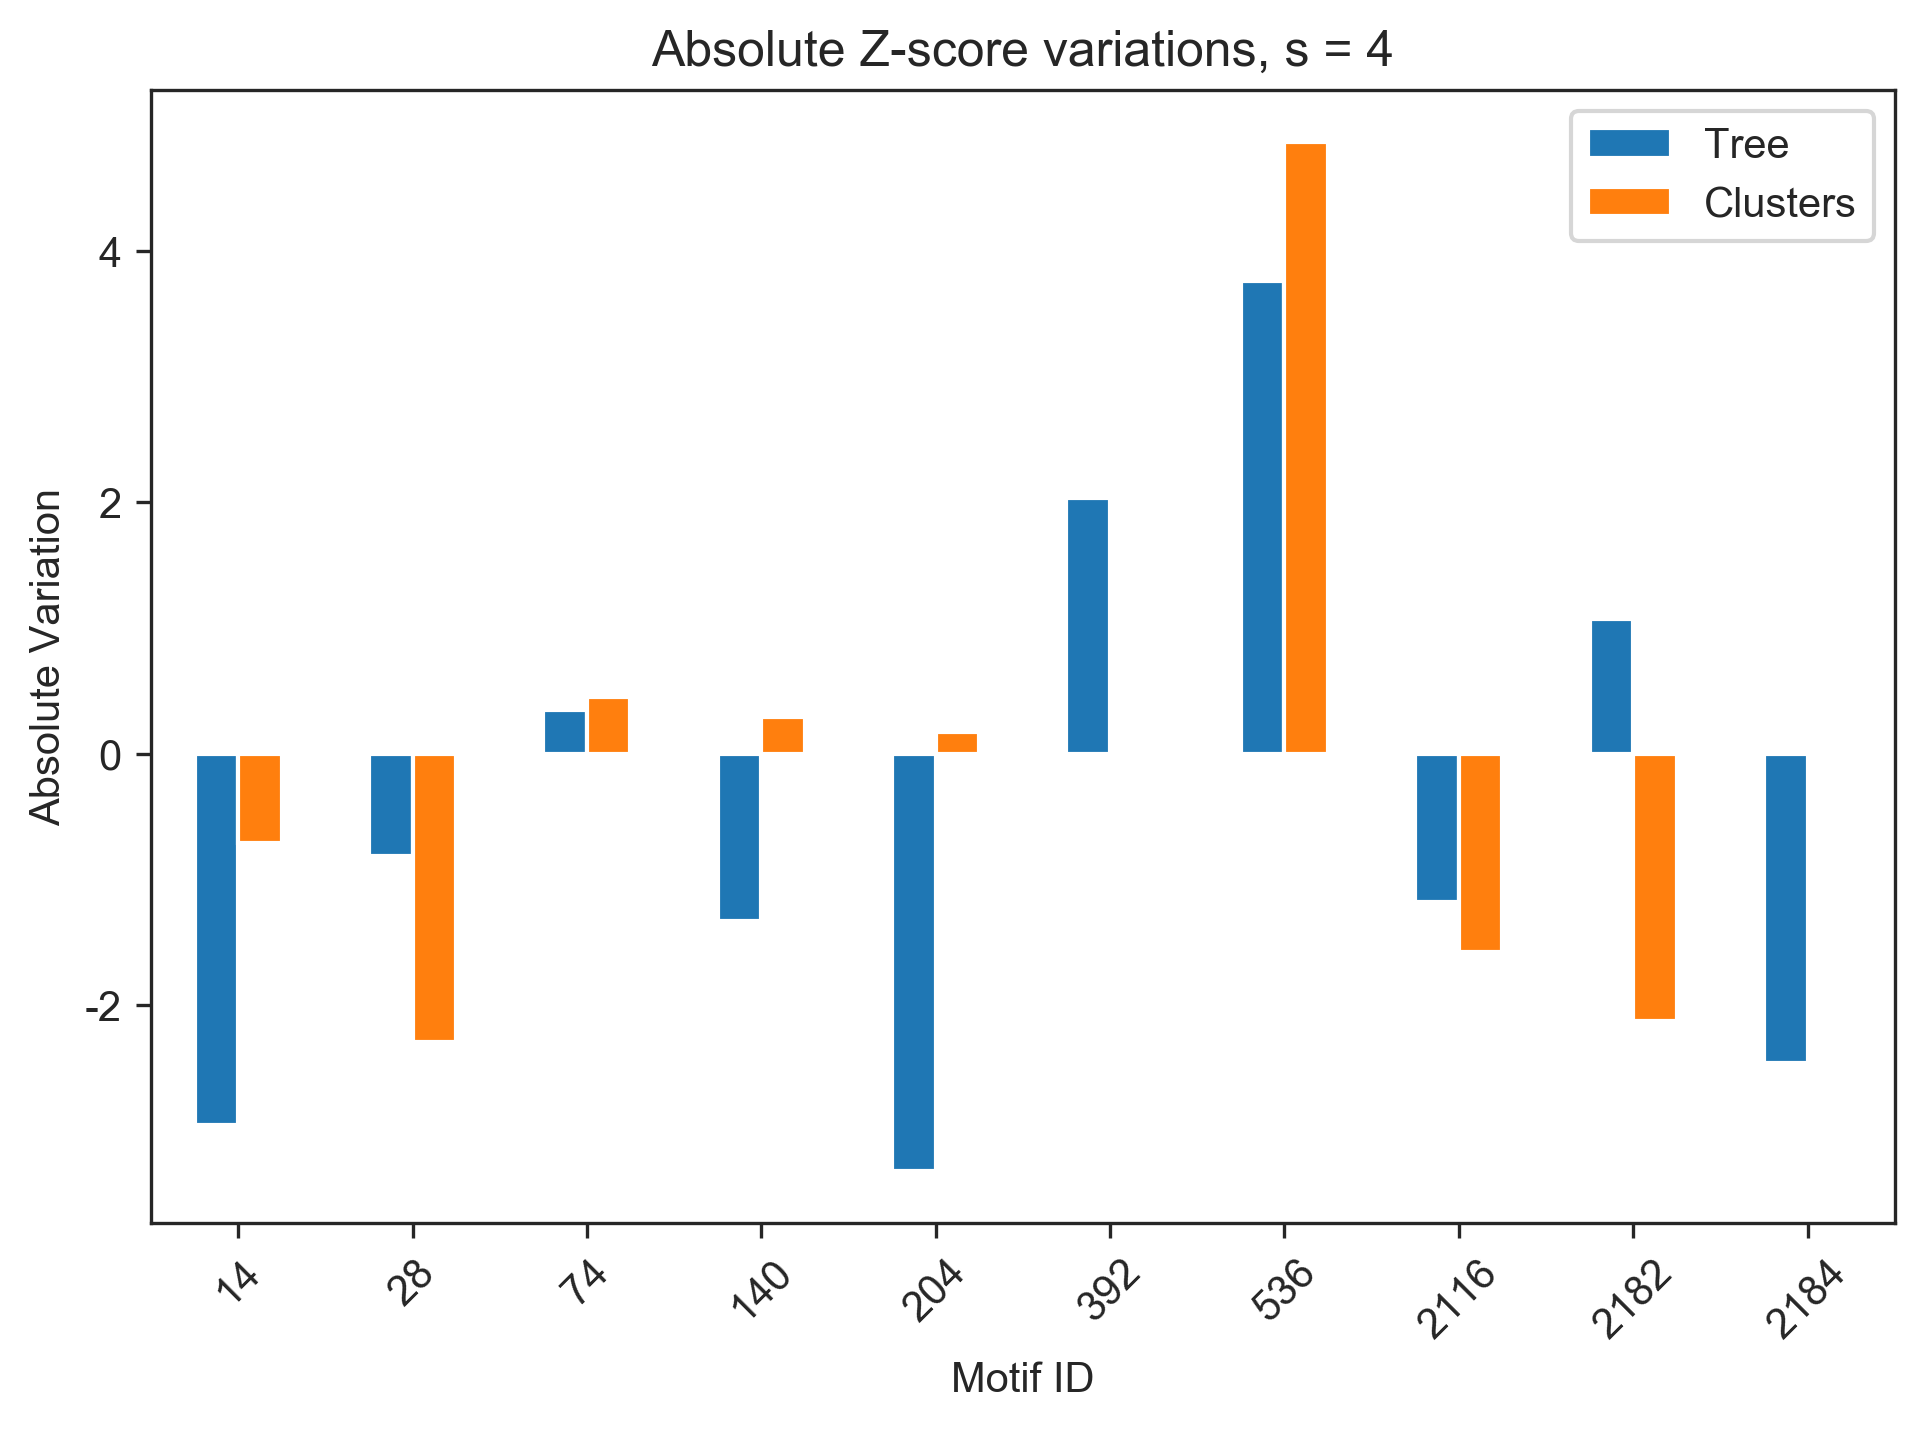 Absolute Z-score variations, s = 4
Tree
Clusters
4
2
0
-2
Absolute Variation
14
28
74
140
204
392
536
2116
2182
2184
Motif ID